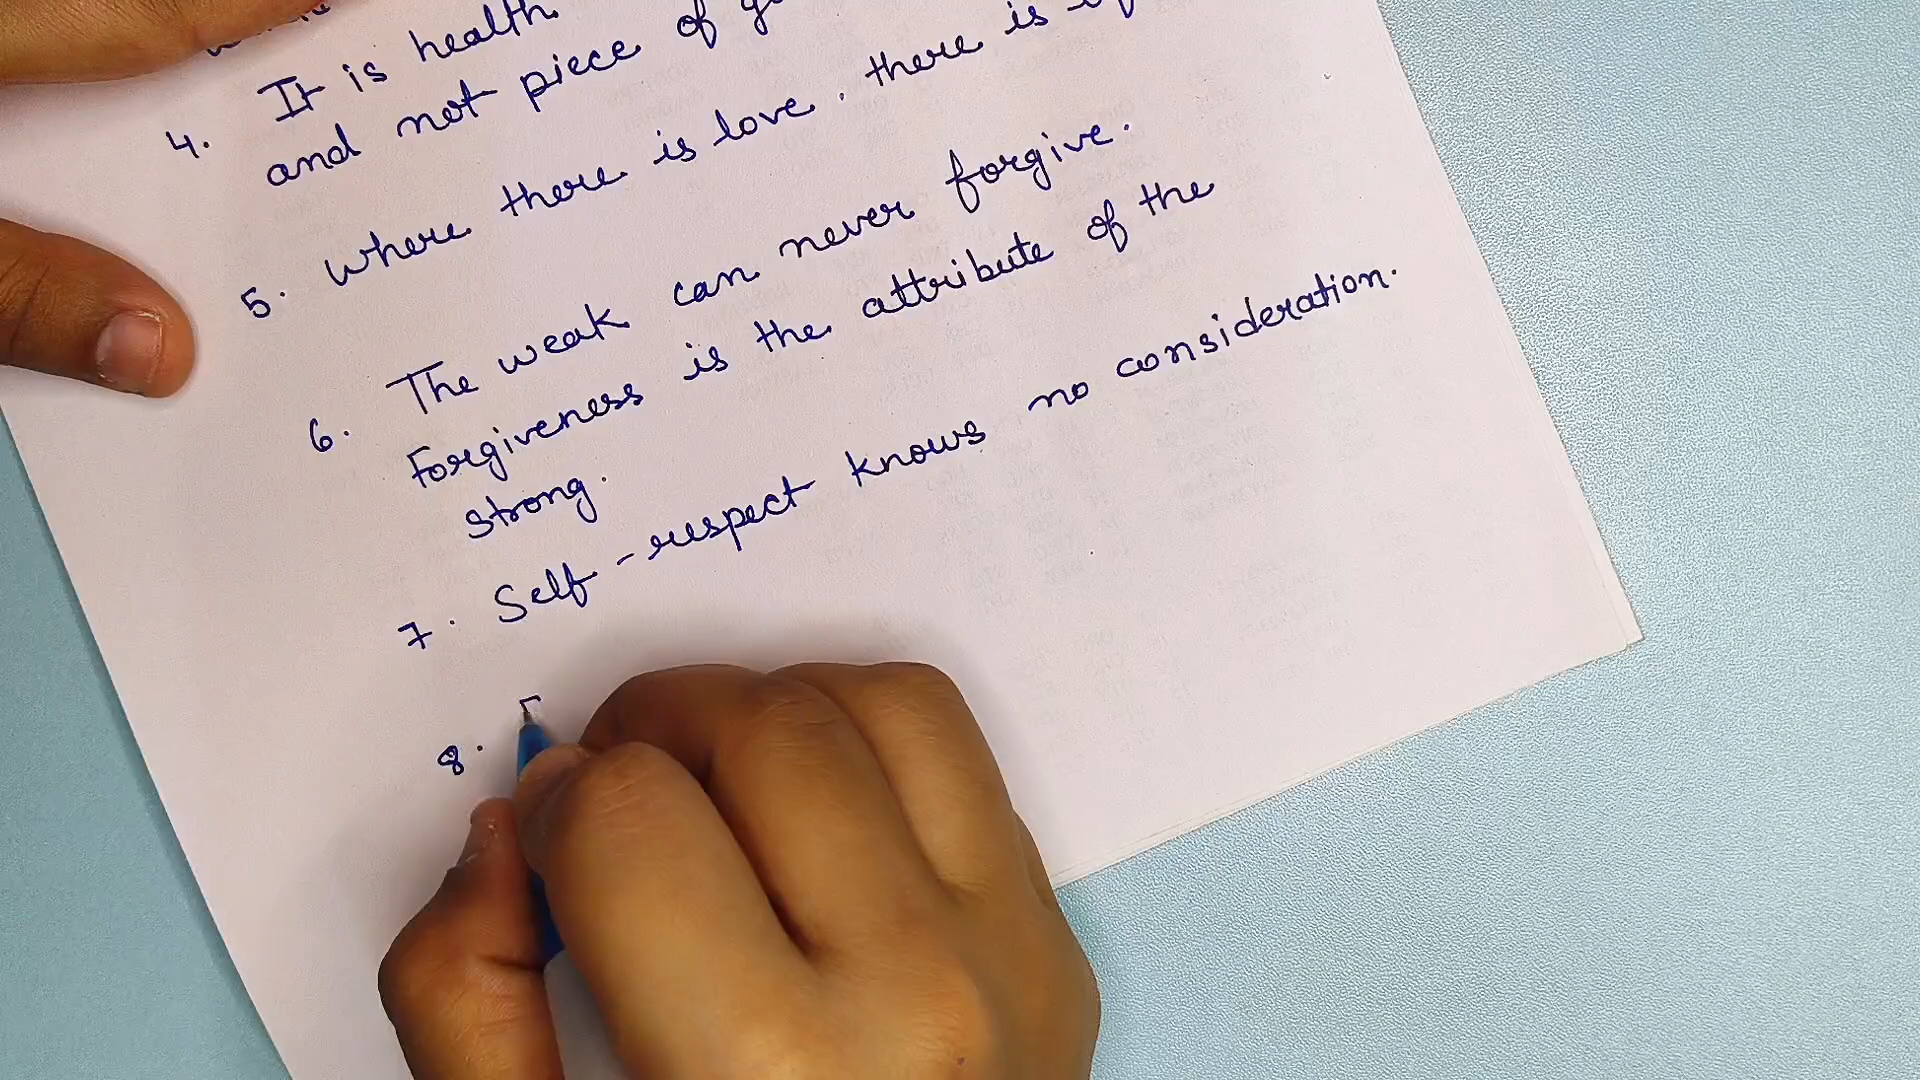 4. It is health
and not piece of
5. Where there is love. there is
6. The weak can never forgive.
Forgiveness is the attribute of the
strong.
7. Self-respect knows no consideration.
8.